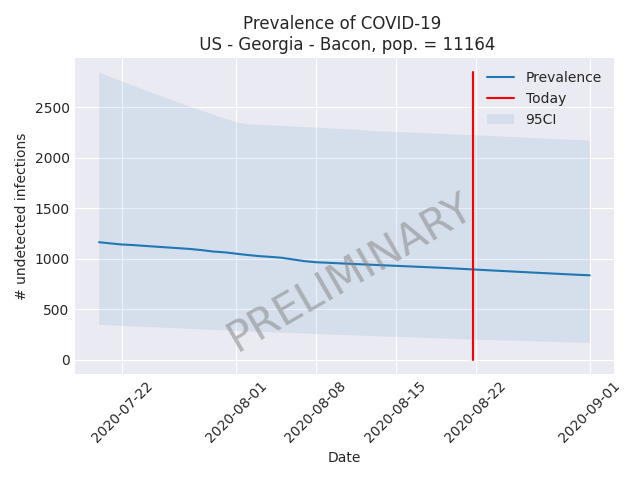 Prevalence of COVID-19
US - Georgia - Bacon, pop. = 11164
Prevalence
Today
95CI
# undetected infections
2500
2000
1500
1000
500
0
PRELIMINARY
2020-07-22
2020-08-01
2020-08-08
2020-08-15
2020-08-22
2020-09-01
Date